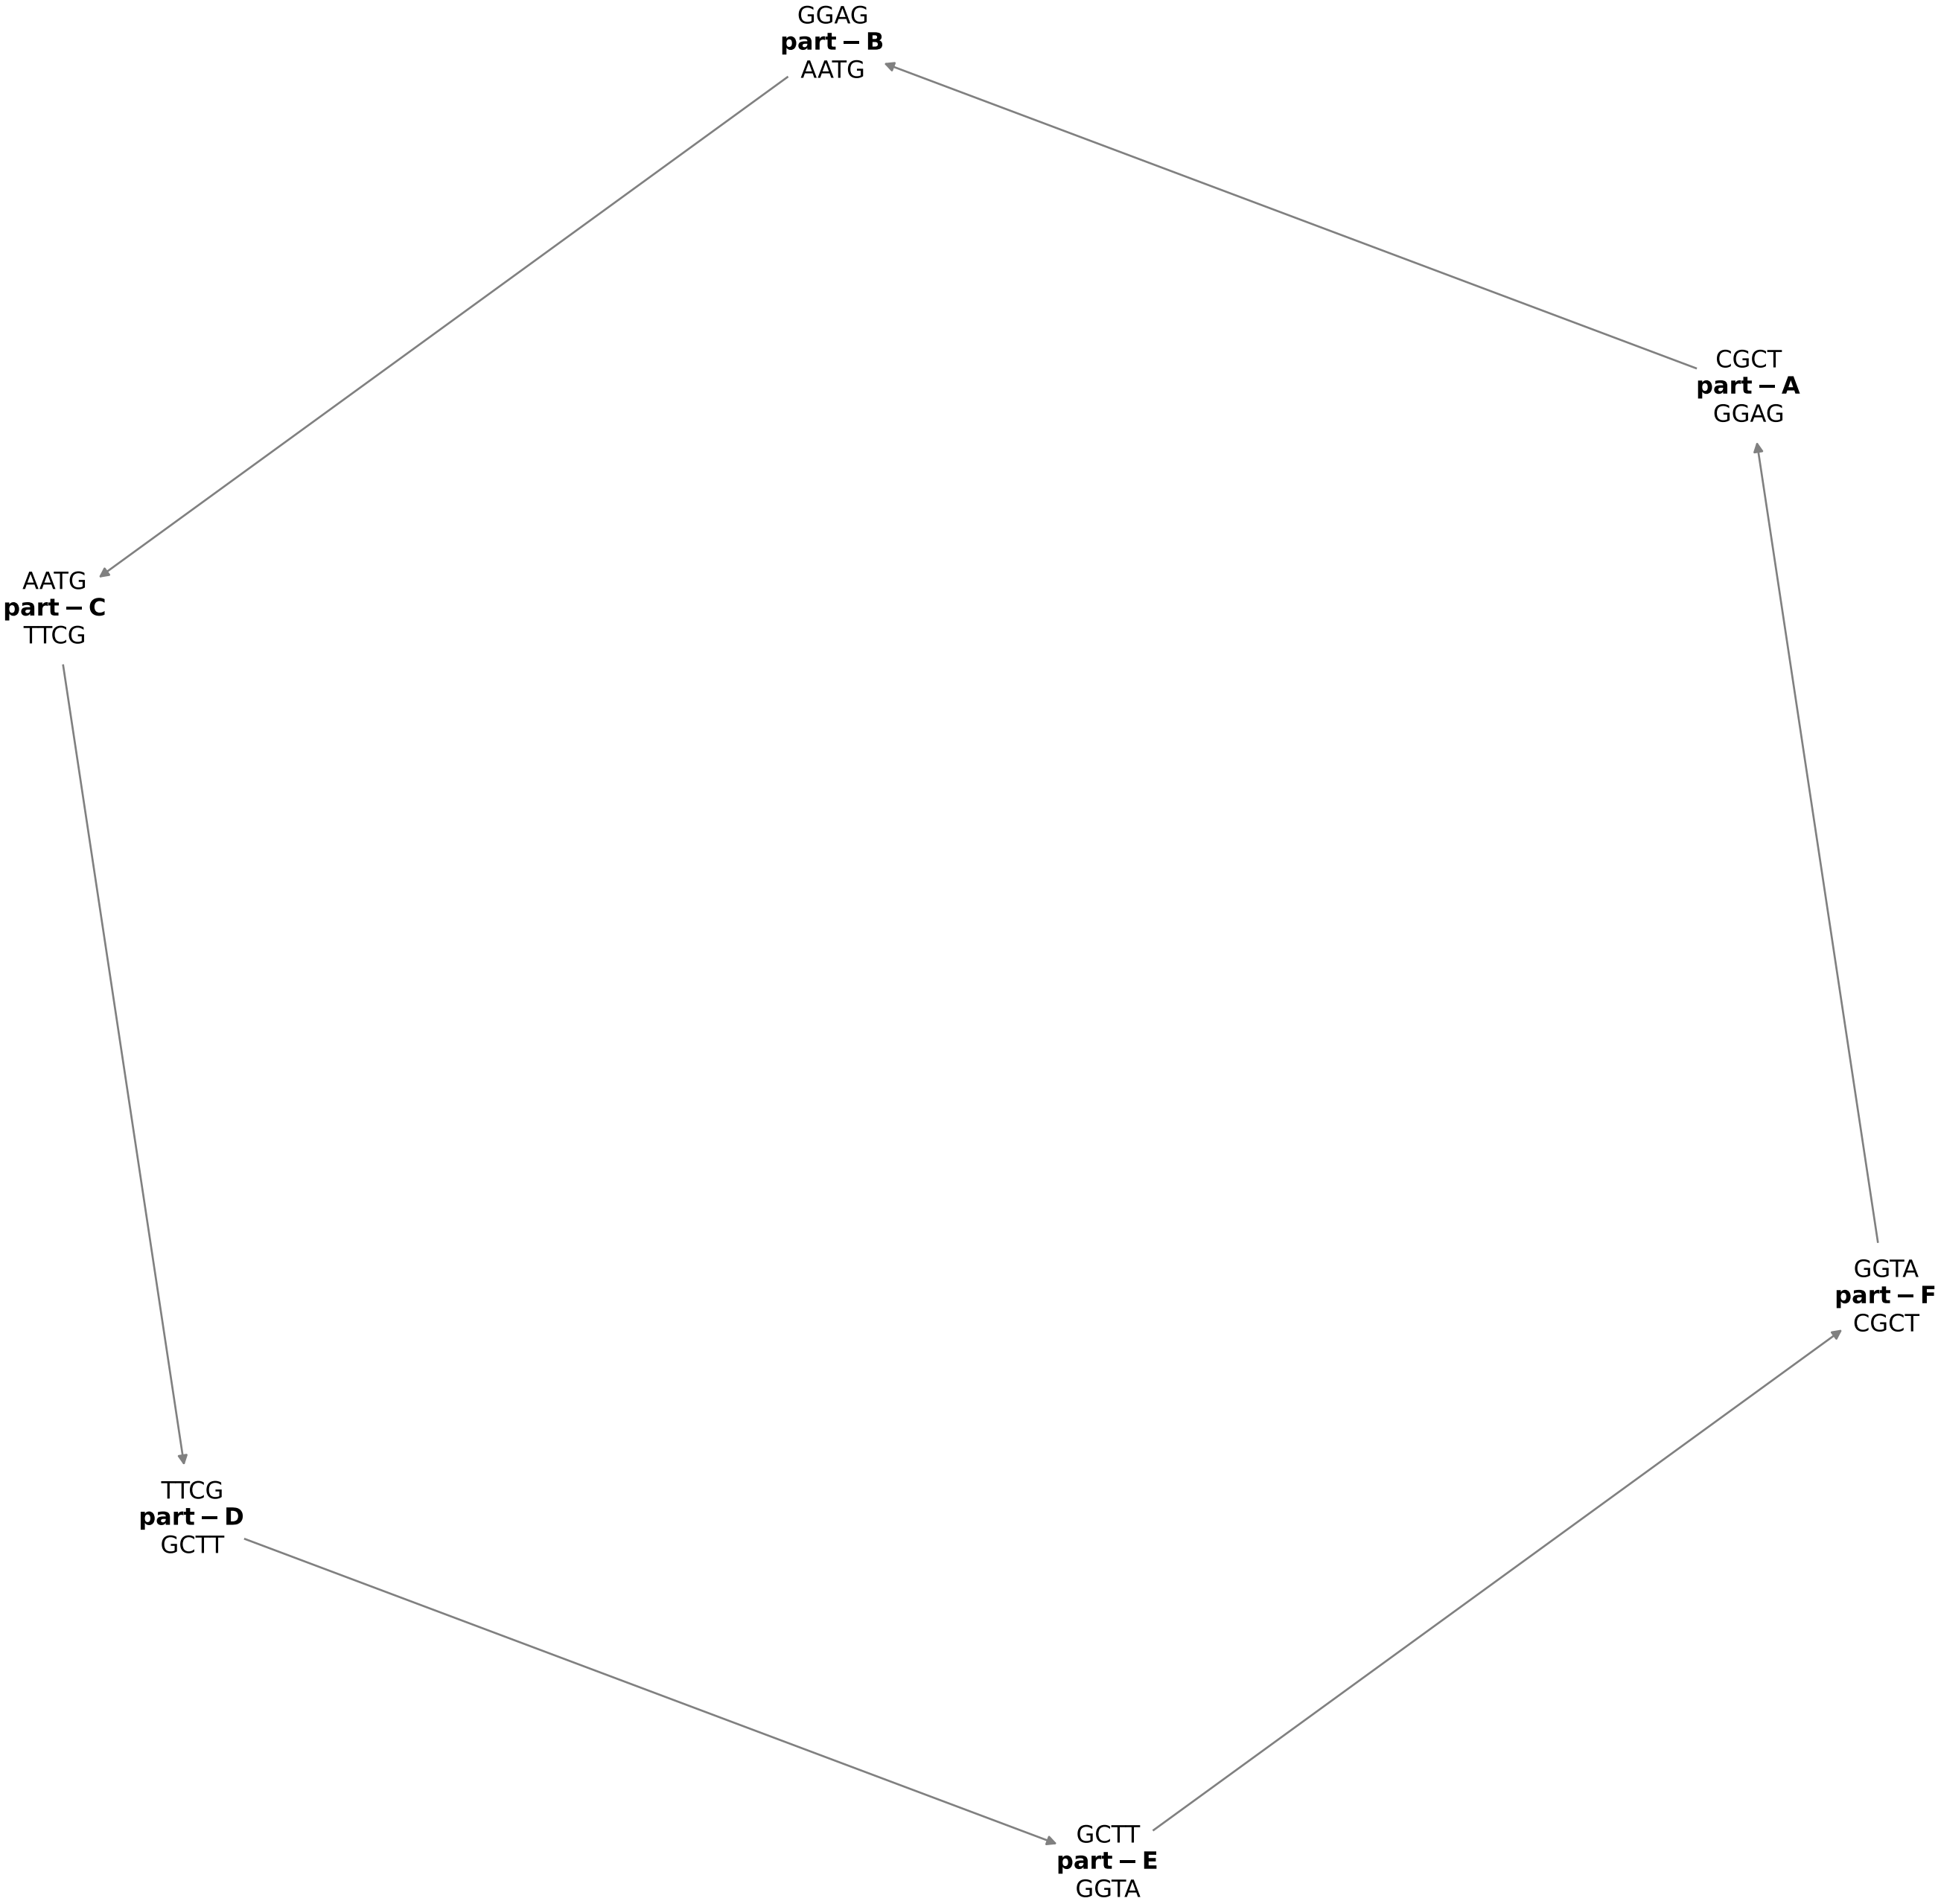 GGAG
part − B
AATG
CGCT
part − A
GGAG
AATG
part − C
TTCG
GGTA
part − F
CGCT
TTCG
part − D
GCTT
GCTT
part − E
GGTA